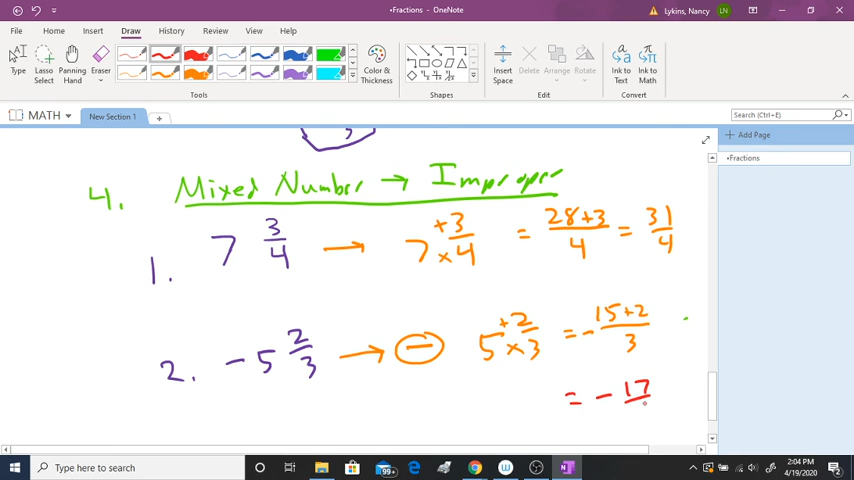 •Fractions - OneNote
Lykins, Nancy LN
File Home Insert Draw History Review View Help
Type Lasso Select Panning Hand Eraser Color & Thickness Insert Space Delete Arrange Rotate Ink to Text Ink to Math
Tools Shapes Edit Convert
MATH New Section 1 + Search (Ctrl+E)
+ Add Page
•Fractions
4. Mixed Number → Improper
1. 7 3/4 → 7 +3/×4 = 28+3/4 = 31/4
2. -5 2/3 → - 5 +2/×3 = - 15+2/3
= - 17
Type here to search 99+ 2:04 PM
4/19/2020